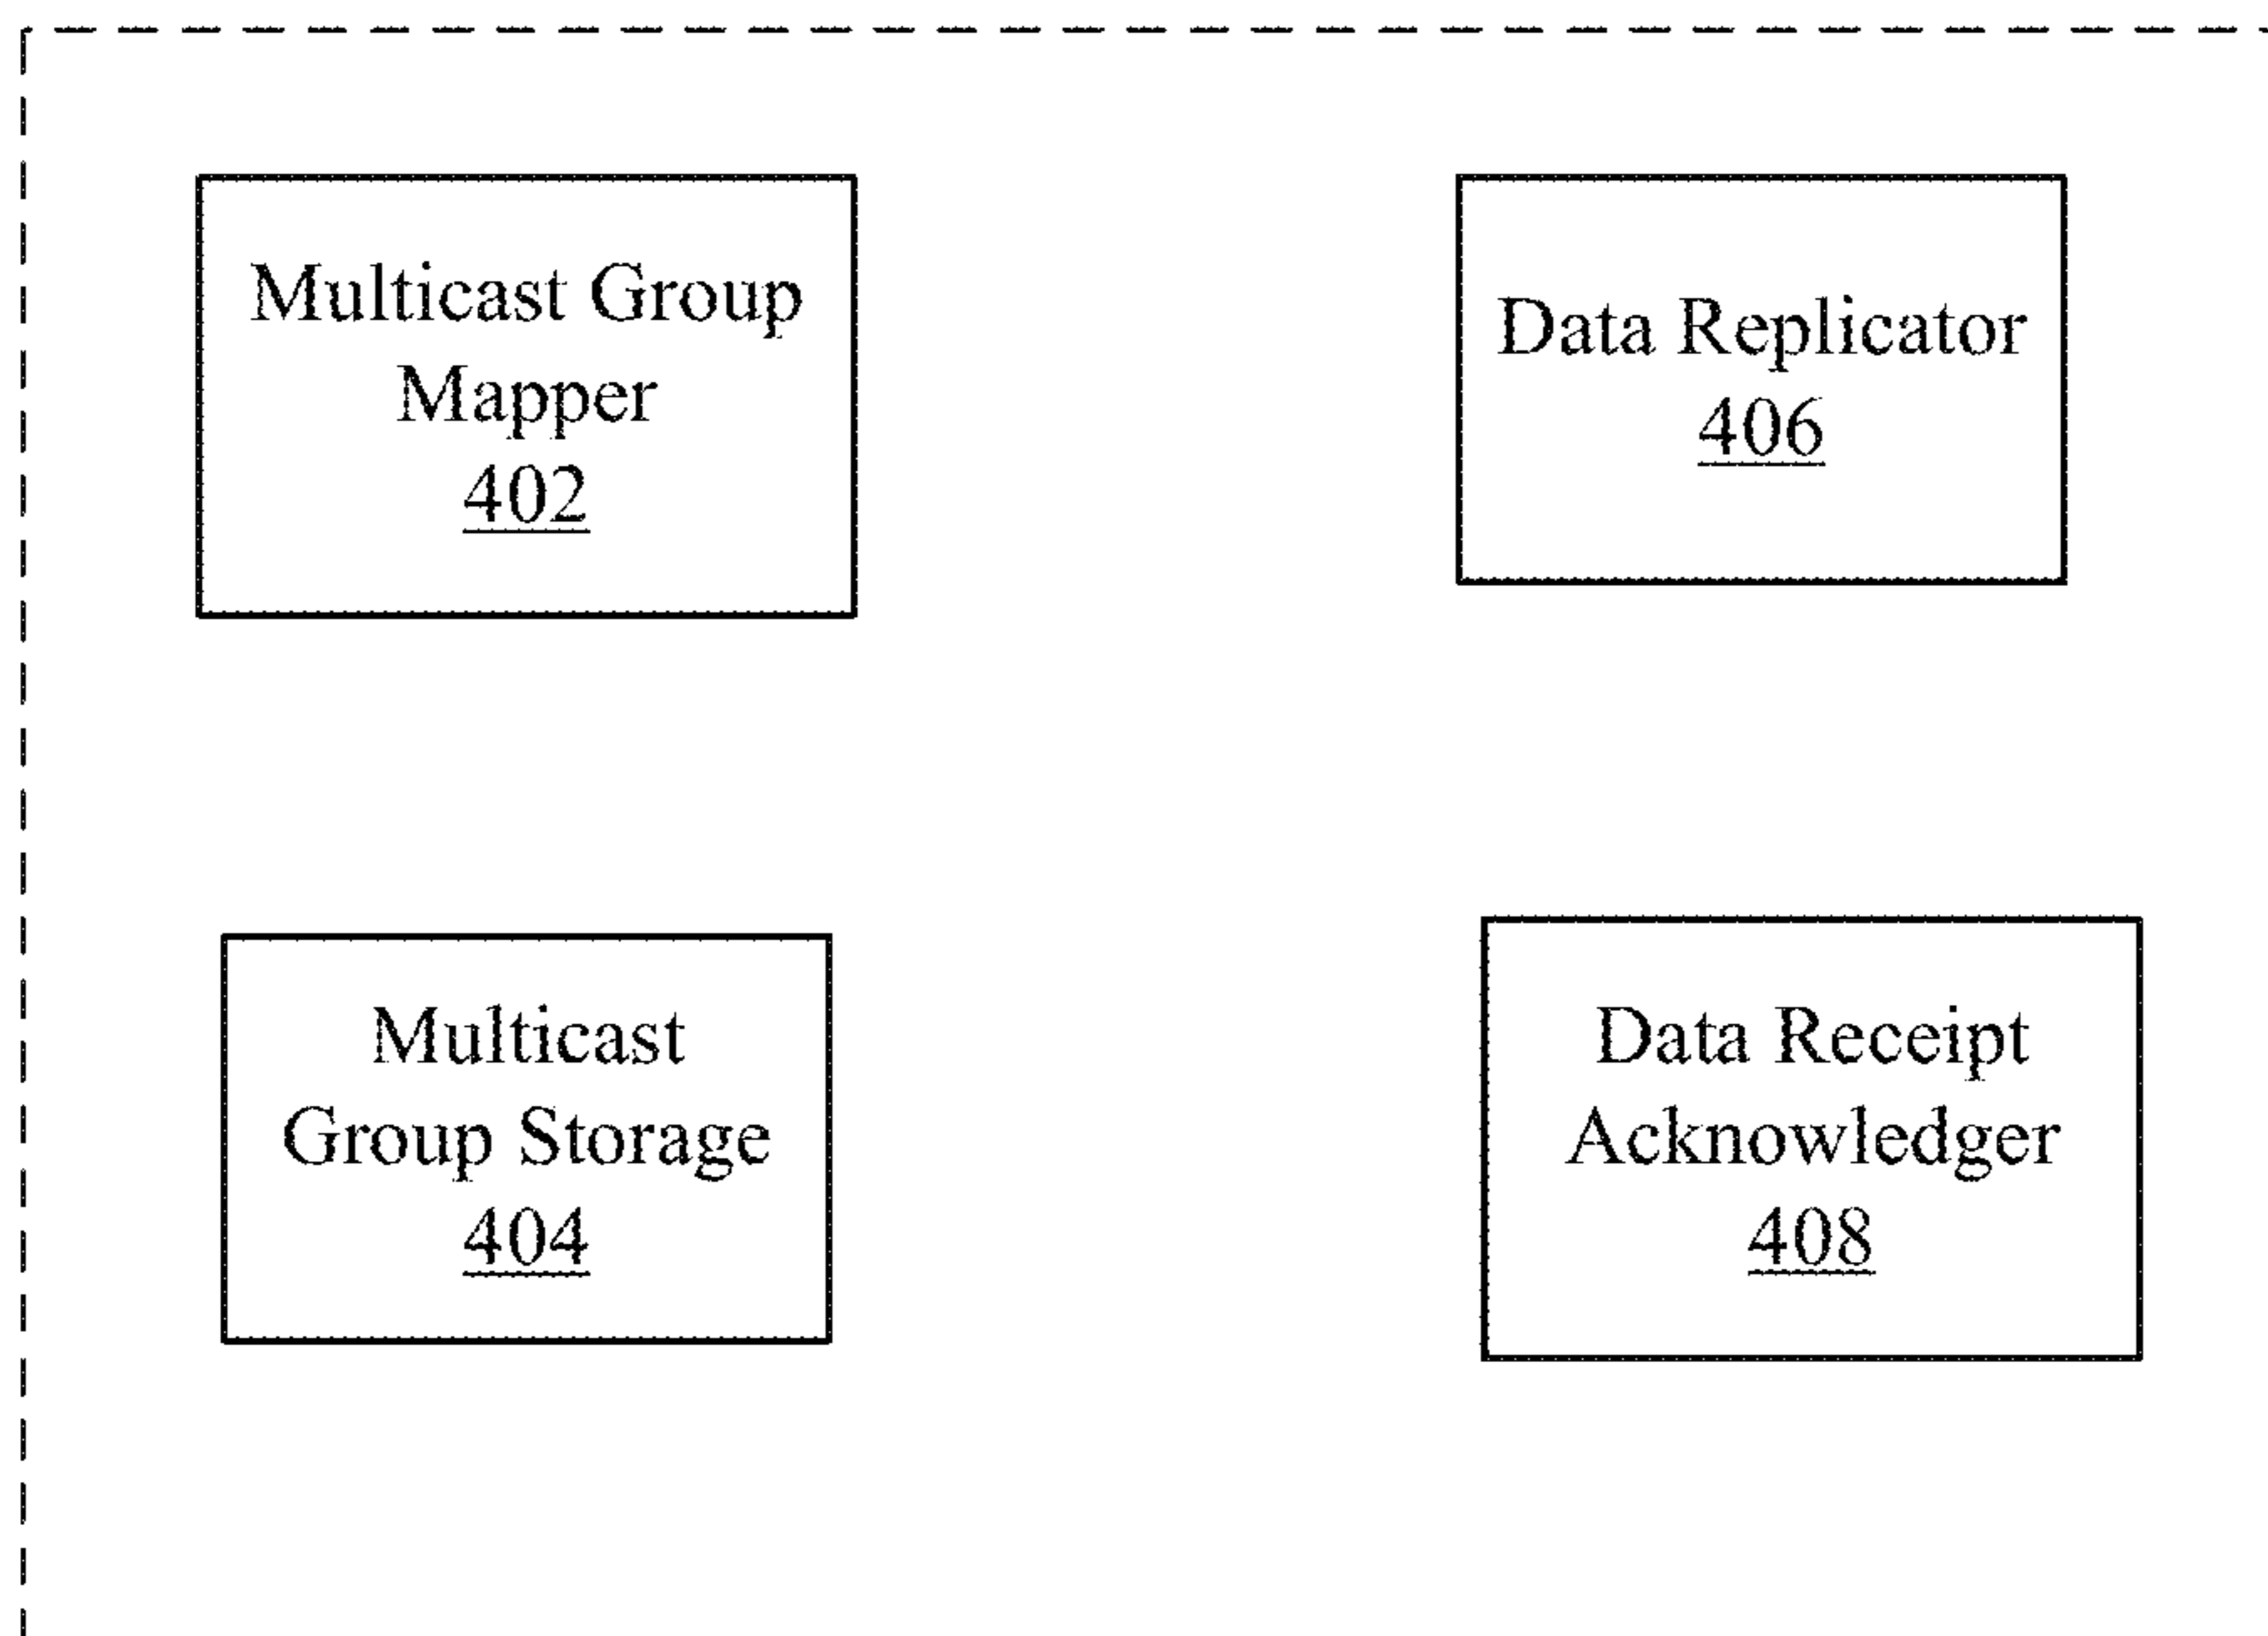 Multicast Group
Mapper
402
Data Replicator
406
Multicast
Group Storage
404
Data Receipt
Acknowledger
408